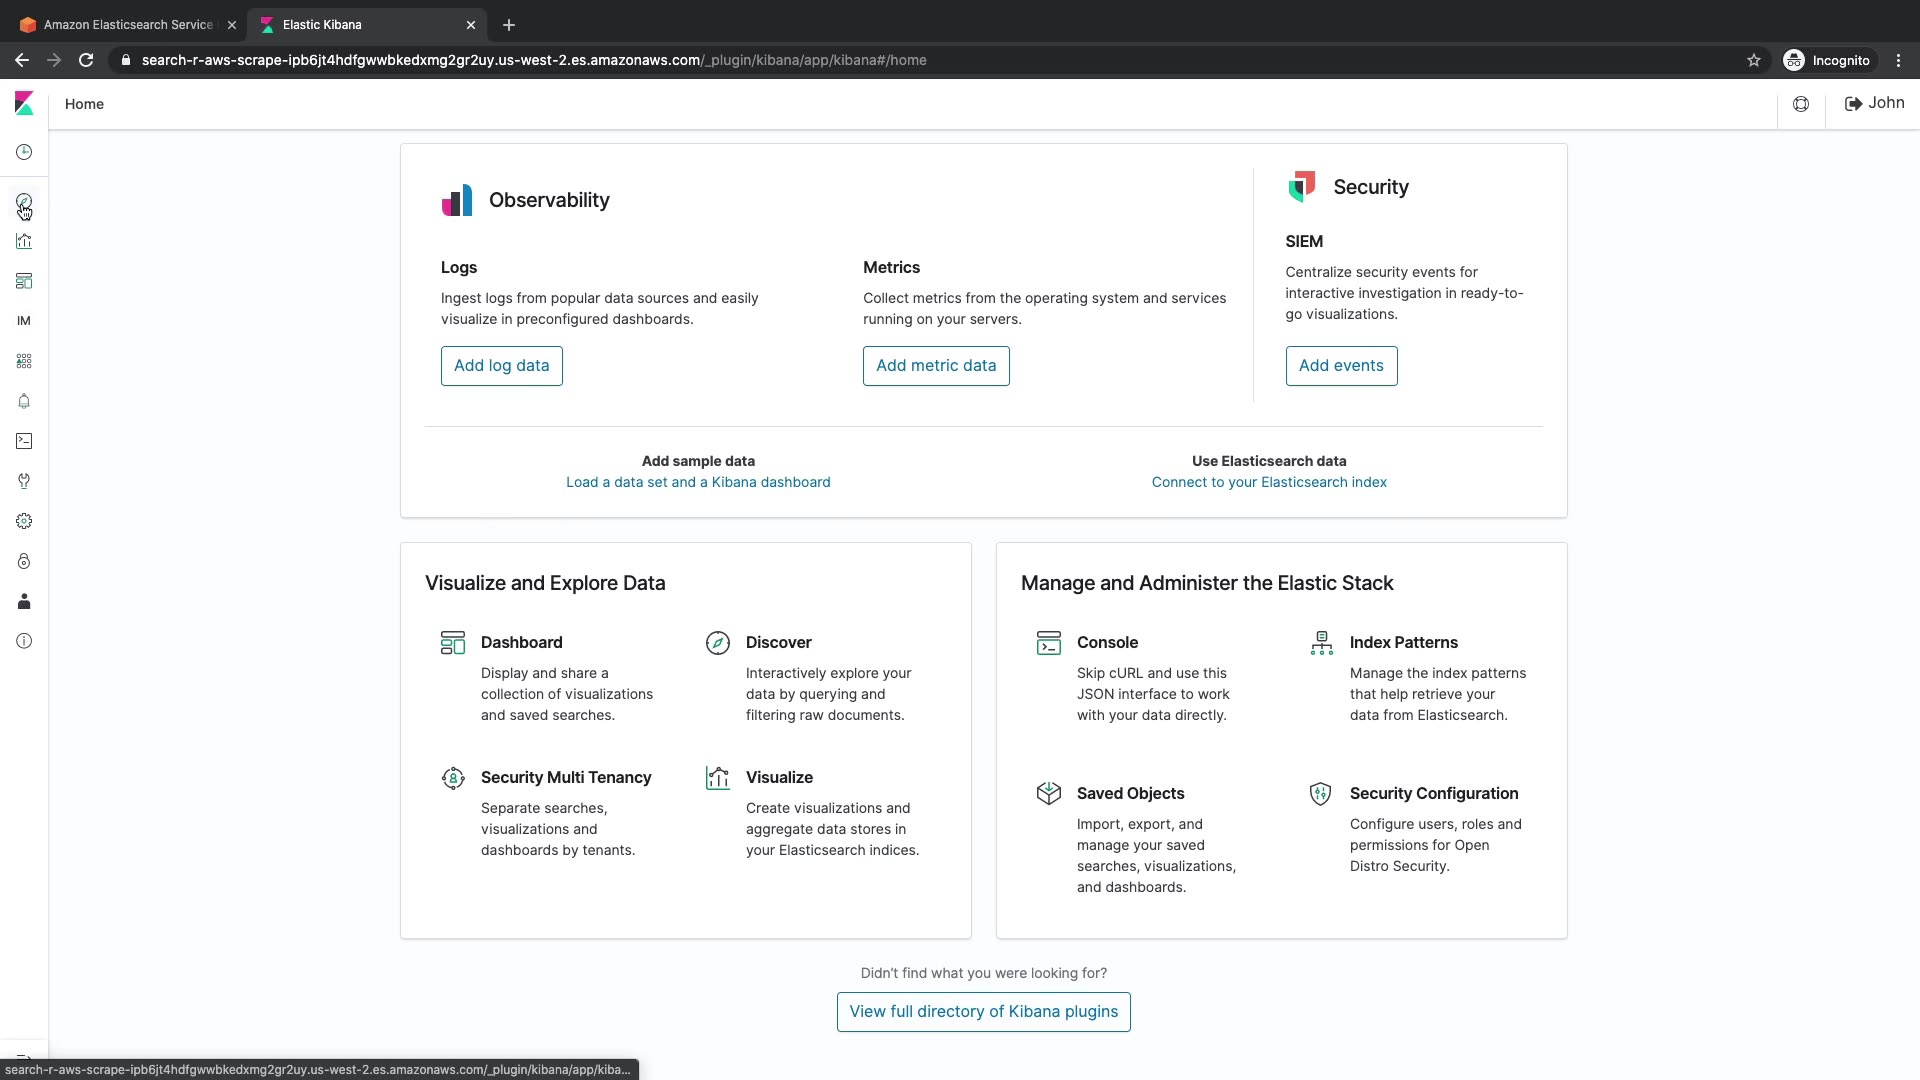 Amazon Elasticsearch Service
Elastic Kibana
search-r-aws-scrape-ipb6jt4hdfgwwbkedxmg2gr2uy.us-west-2.es.amazonaws.com/_plugin/kibana/app/kibana#/home
Incognito
Home
John
Observability
Security
Logs
Ingest logs from popular data sources and easily
visualize in preconfigured dashboards.
Add log data
Metrics
Collect metrics from the operating system and services
running on your servers.
Add metric data
SIEM
Centralize security events for
interactive investigation in ready-to-
go visualizations.
Add events
IM
Add sample data
Load a data set and a Kibana dashboard
Use Elasticsearch data
Connect to your Elasticsearch index
Visualize and Explore Data
Dashboard
Display and share a
collection of visualizations
and saved searches.
Discover
Interactively explore your
data by querying and
filtering raw documents.
Security Multi Tenancy
Separate searches,
visualizations and
dashboards by tenants.
Visualize
Create visualizations and
aggregate data stores in
your Elasticsearch indices.
Manage and Administer the Elastic Stack
Console
Skip cURL and use this
JSON interface to work
with your data directly.
Index Patterns
Manage the index patterns
that help retrieve your
data from Elasticsearch.
Saved Objects
Import, export, and
manage your saved
searches, visualizations,
and dashboards.
Security Configuration
Configure users, roles and
permissions for Open
Distro Security.
Didn't find what you were looking for?
View full directory of Kibana plugins
search-r-aws-scrape-ipb6jt4hdfgwwbkedxmg2gr2uy.us-west-2.es.amazonaws.com/_plugin/kibana/app/kiba...